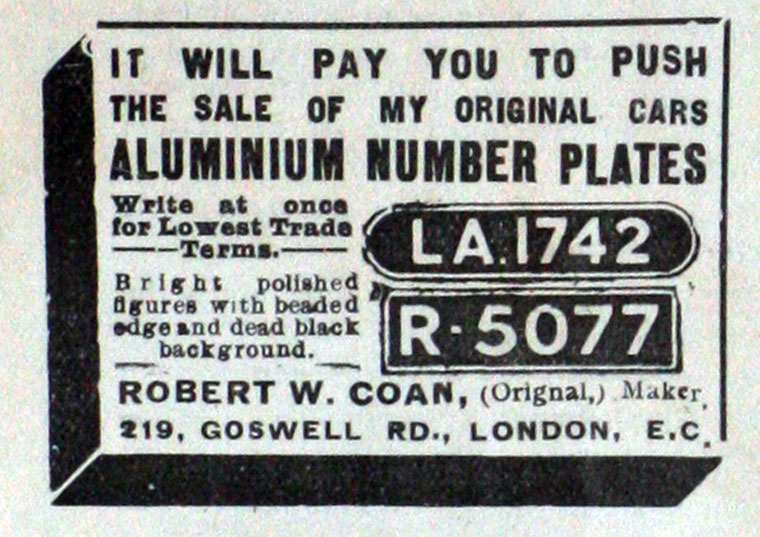 IT WILL PAY YOU TO PUSH
THE SALE OF MY ORIGINAL CARS
ALUMINIUM NUMBER PLATES
Write at once
for Lowest Trade
——Terms.——
Bright polished
figures with beaded
edge and dead black
background.
LA.1742
R-5077
ROBERT W. COAN, (Orignal,) Maker,
219, GOSWELL RD., LONDON, E.C.